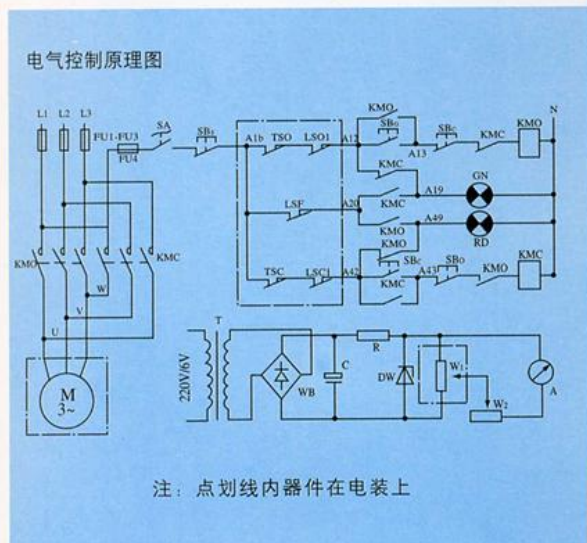 电气控制原理图
L1 L2 L3
FU1-FU3
FU4
SA
SBs
A1b
TSO
LSO1
A12
KMO
SBo
A13
SBc
KMC
KMO
N
KMC
A19
GN
LSF
A20
KMC
A49
KMO
RD
KMO
TSC
LSC1
A42
SBc
KMC
A43
SBo
KMO
KMC
KMO
KMC
W
V
U
M
3~
220V/6V
T
WB
C
R
DW
W1
W2
A
注：点划线内器件在电装上